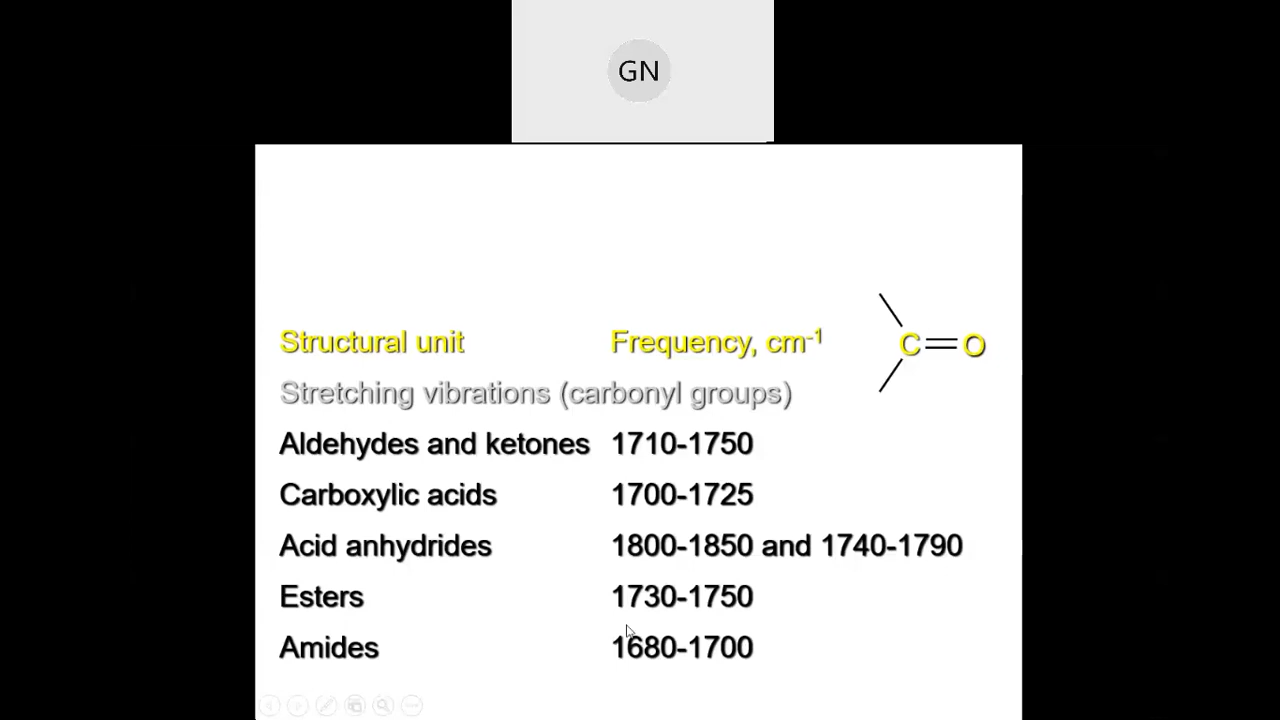 GN
Structural unit Frequency, cm-1
C=O
Stretching vibrations (carbonyl groups)
Aldehydes and ketones 1710-1750
Carboxylic acids 1700-1725
Acid anhydrides 1800-1850 and 1740-1790
Esters 1730-1750
Amides 1680-1700